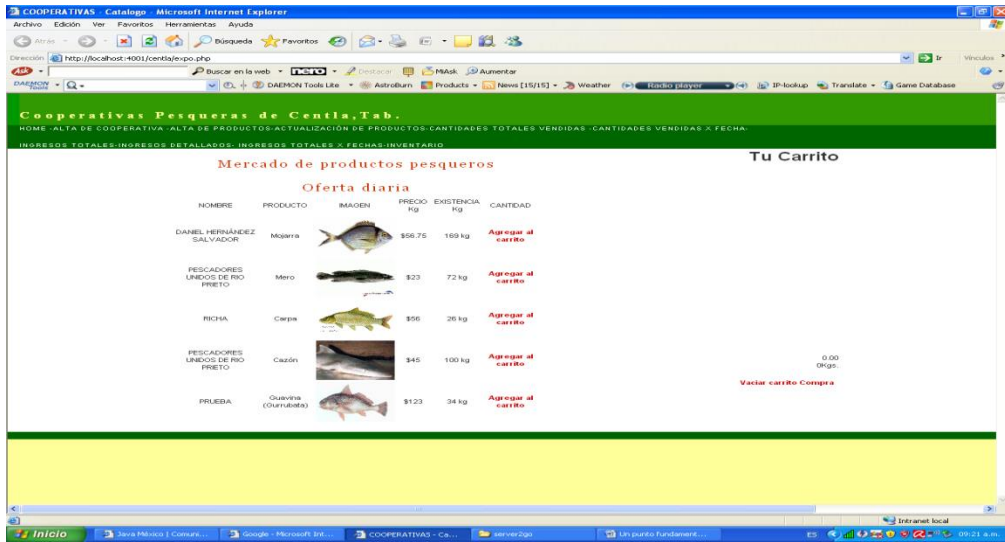 COOPERATIVAS - Catalogo - Microsoft Internet Explorer
Archivo Edición Ver Favoritos Herramientas Ayuda
Atrás Búsqueda Favoritos
Dirección http://localhost:4001/centla/expo.php Ir Vínculos
Ask Buscar en la web nero Destacar MiAsk Aumentar
DAEMON Tools DAEMON Tools Lite AstroBurn Products News [15/15] Weather Radio player IP-lookup Translate Game Database
Cooperativas Pesqueras de Centla,Tab.
HOME -ALTA DE COOPERATIVA -ALTA DE PRODUCTOS-ACTUALIZACIÓN DE PRODUCTOS-CANTIDADES TOTALES VENDIDAS -CANTIDADES VENDIDAS X FECHA-
INGRESOS TOTALES-INGRESOS DETALLADOS- INGRESOS TOTALES X FECHAS-INVENTARIO
Mercado de productos pesqueros
Tu Carrito
Oferta diaria
NOMBRE PRODUCTO IMAGEN PRECIO Kg EXISTENCIA Kg CANTIDAD
DANIEL HERNÁNDEZ SALVADOR Mojarra $56.75 169 kg Agregar al carrito
PESCADORES UNIDOS DE RIO PRIETO Mero $23 72 kg Agregar al carrito
RICHA Carpa $56 26 kg Agregar al carrito
PESCADORES UNIDOS DE RIO PRIETO Cazón $45 100 kg Agregar al carrito
0.00
0Kgs.
Vaciar carrito Compra
PRUEBA Guavina (Gurrubata) $123 34 kg Agregar al carrito
Intranet local
Inicio Java México | Comuni... Google - Microsoft Int... COOPERATIVAS - Ca... server2go Un punto fundament... ES 09:21 a.m.